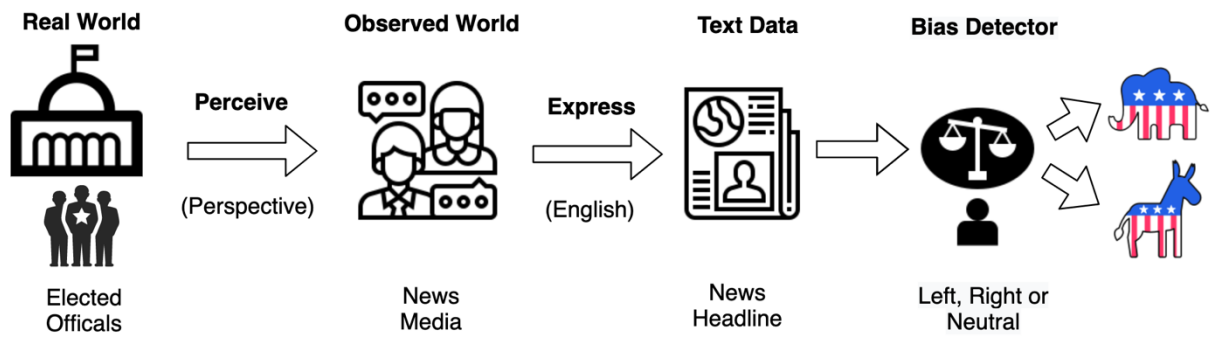 Real World
Observed World
Text Data
Bias Detector
Perceive
(Perspective)
Express
(English)
Elected
Officals
News
Media
News
Headline
Left, Right or
Neutral